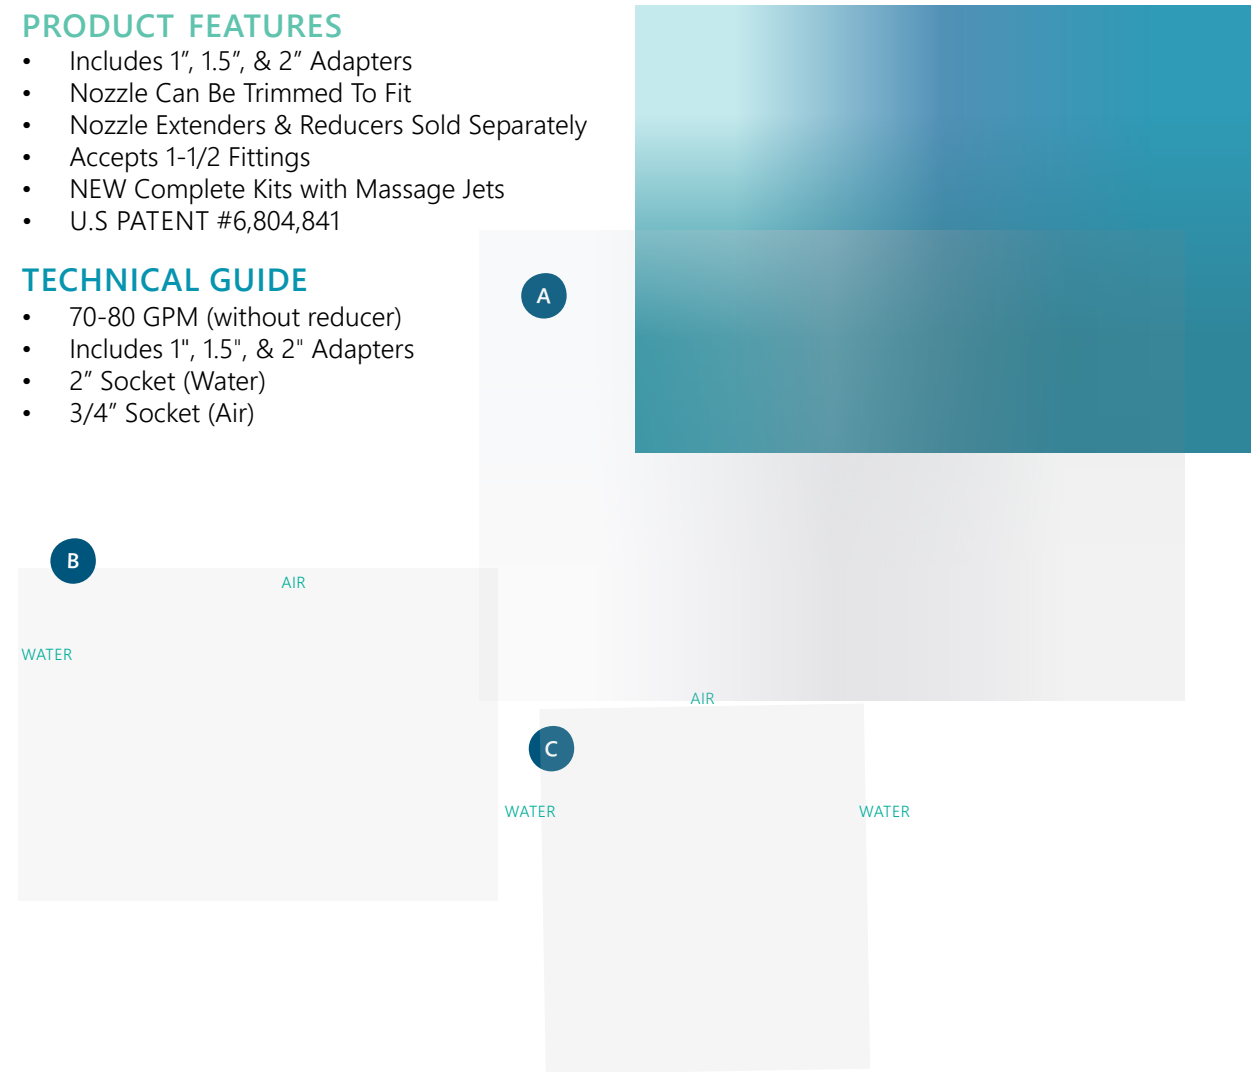 PRODUCT FEATURES
• Includes 1”, 1.5”, & 2” Adapters
• Nozzle Can Be Trimmed To Fit
• Nozzle Extenders & Reducers Sold Separately
• Accepts 1-1/2 Fittings
• NEW Complete Kits with Massage Jets
• U.S PATENT #6,804,841
TECHNICAL GUIDE
• 70-80 GPM (without reducer)
• Includes 1", 1.5", & 2" Adapters
• 2” Socket (Water)
• 3/4” Socket (Air)
A
B
AIR
WATER
AIR
C
WATER
WATER